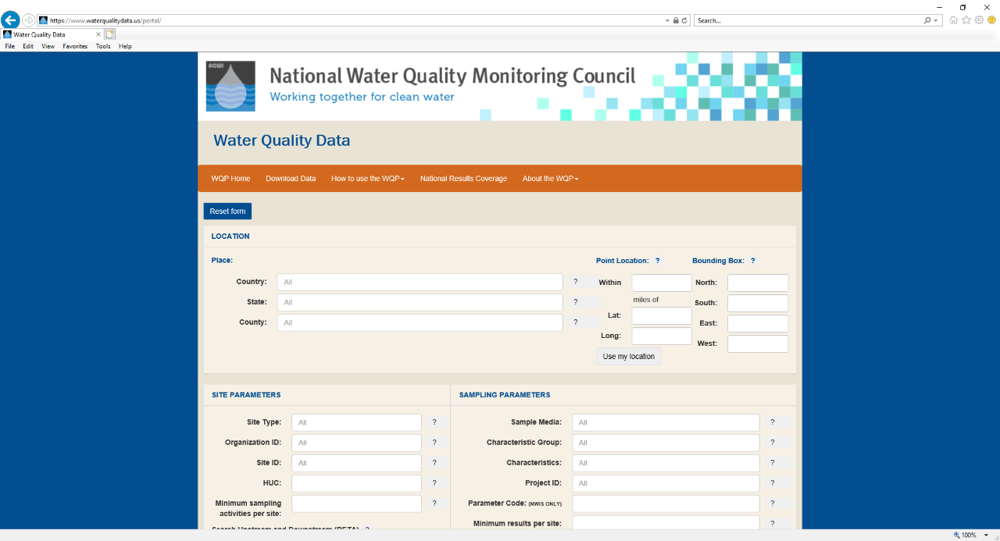 https://www.waterqualitydata.us/portal/
Search...
Water Quality Data
File Edit View Favorites Tools Help
NCWI
National Water Quality Monitoring Council
Working together for clean water
Water Quality Data
WQP Home Download Data How to use the WQP National Results Coverage About the WQP
Reset form
LOCATION
Place: Point Location: ? Bounding Box: ?
Country: All ? Within North:
State: All ? miles of South:
County: All ? Lat: East:
Long: West:
Use my location
SITE PARAMETERS
Site Type: All ?
Organization ID: All ?
Site ID: All ?
HUC: ?
Minimum sampling ?
activities per site:
Search Upstream and Downstream (BETA) ?
SAMPLING PARAMETERS
Sample Media: All ?
Characteristic Group: All ?
Characteristics: All ?
Project ID: All ?
Parameter Code: (NWIS ONLY) ?
Minimum results per site: ?
100%